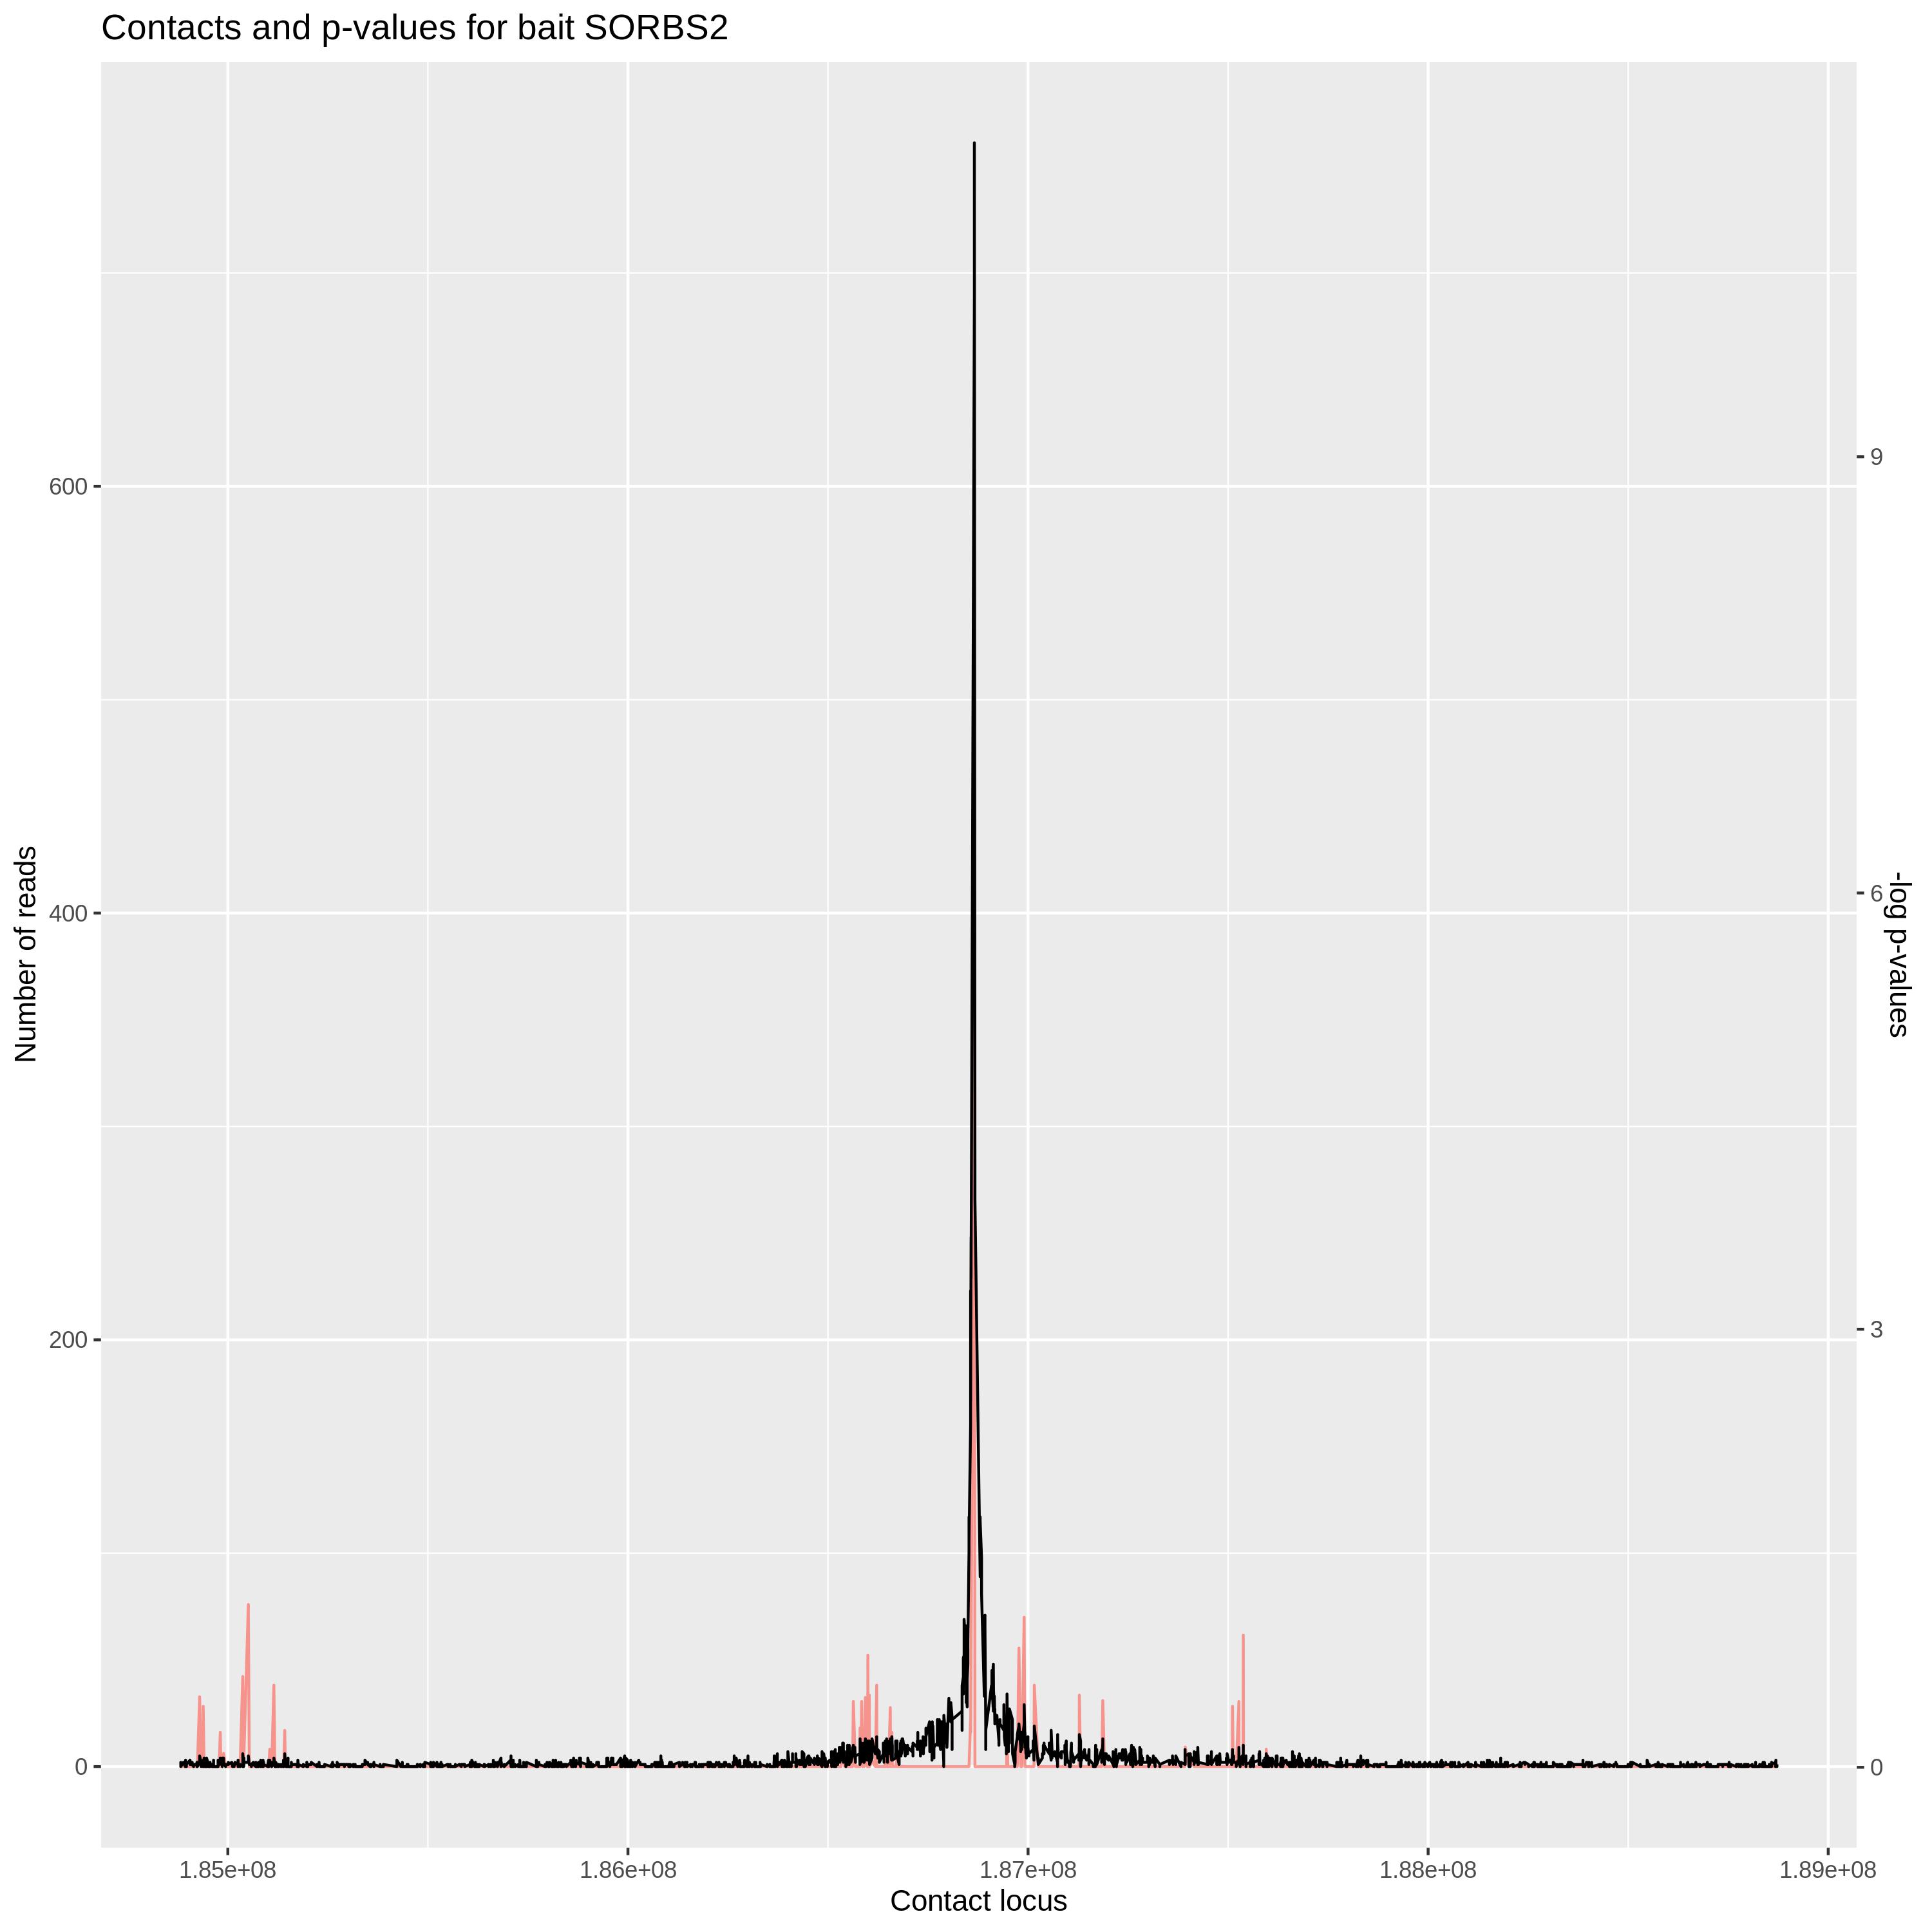 Contacts and p-values for bait SORBS2
Number of reads
600
400
200
0
9
6
3
0
-log p-values
1.85e+08 1.86e+08 1.87e+08 1.88e+08 1.89e+08
Contact locus